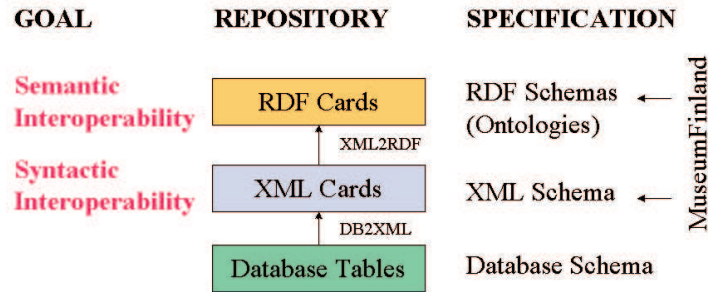 GOAL REPOSITORY SPECIFICATION
Semantic Interoperability
RDF Cards
RDF Schemas
(Ontologies)
XML2RDF
Syntactic Interoperability
XML Cards
XML Schema
DB2XML
Database Tables
Database Schema
MuseumFinland